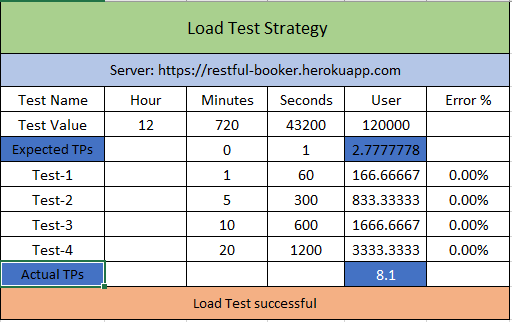 Load Test Strategy
Server: https://restful-booker.herokuapp.com
Test Name Hour Minutes Seconds User Error %
Test Value 12 720 43200 120000
Expected TPs 0 1 2.7777778
Test-1 1 60 166.66667 0.00%
Test-2 5 300 833.33333 0.00%
Test-3 10 600 1666.6667 0.00%
Test-4 20 1200 3333.3333 0.00%
Actual TPs 8.1
Load Test successful